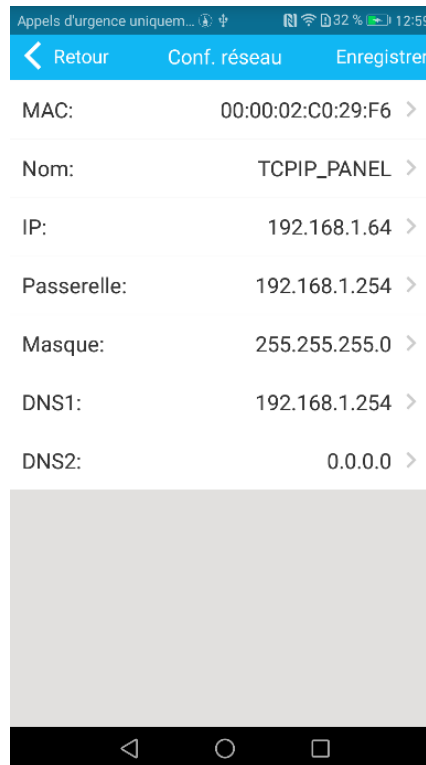 Appels d'urgence uniquem... 32 % 12:59
Retour Conf. réseau Enregistrer
MAC: 00:00:02:C0:29:F6
Nom: TCPIP_PANEL
IP: 192.168.1.64
Passerelle: 192.168.1.254
Masque: 255.255.255.0
DNS1: 192.168.1.254
DNS2: 0.0.0.0